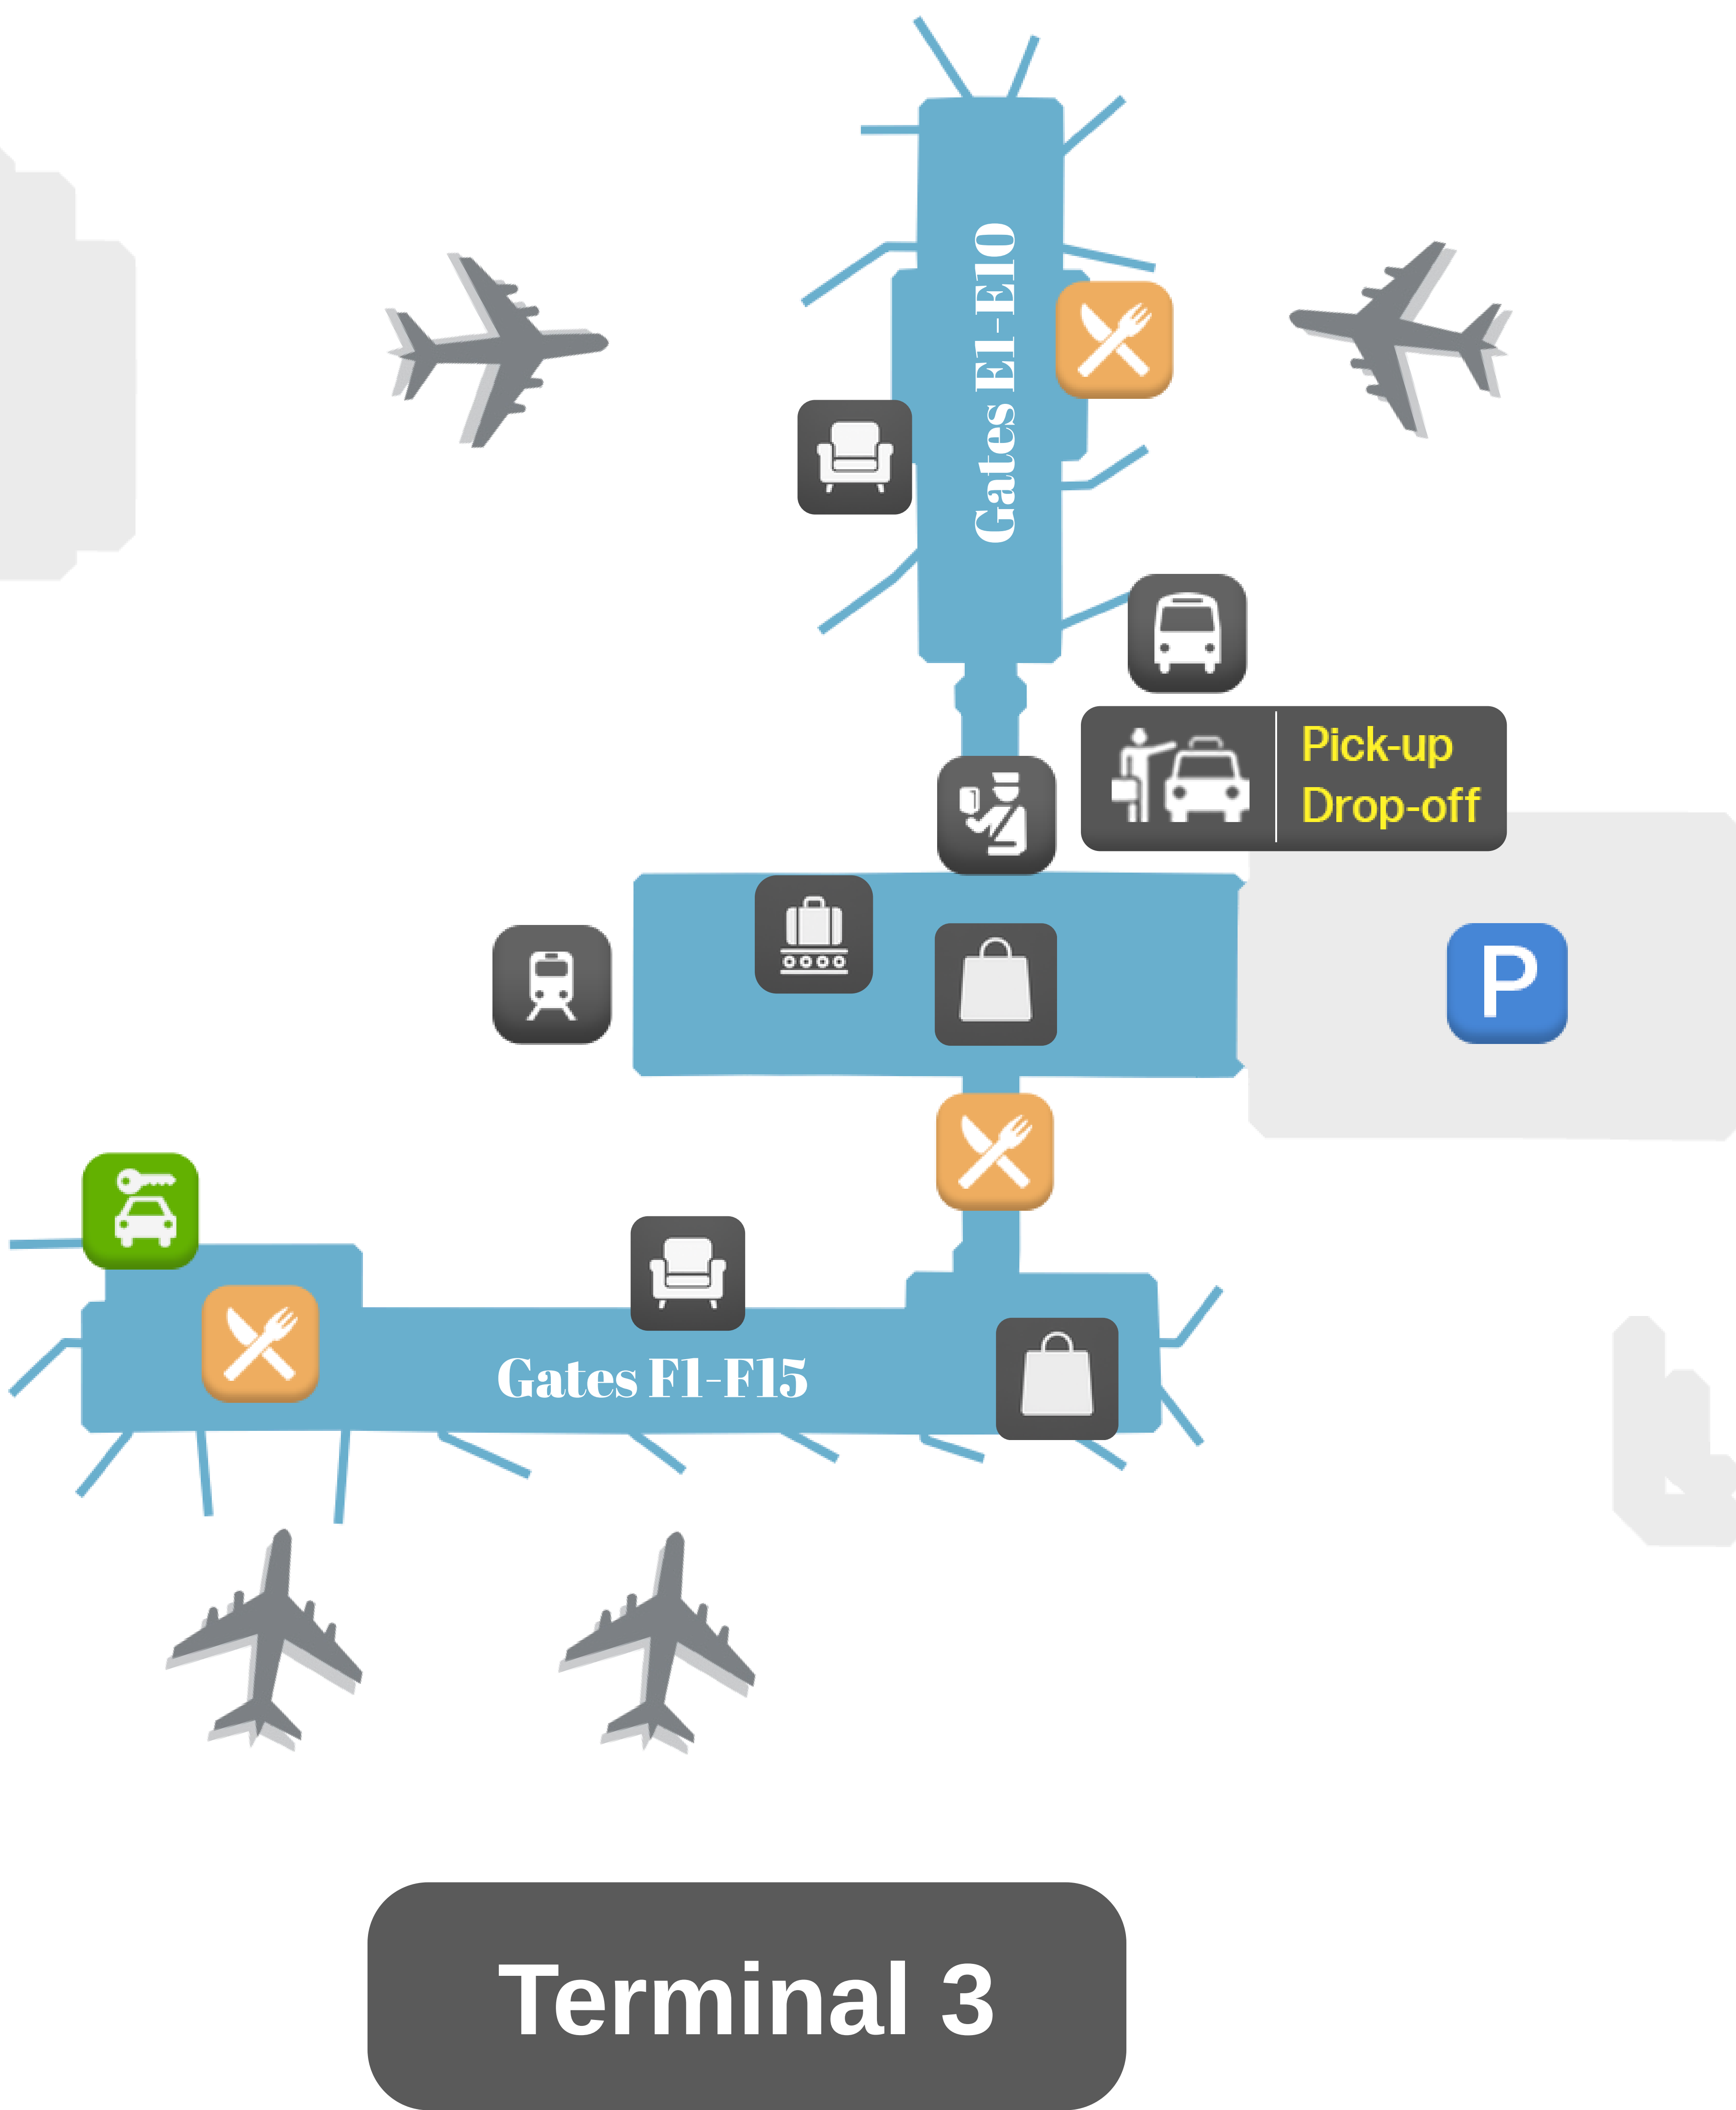 Gates E1-E10
Pick-up
Drop-off
P
Gates F1-F15
Terminal 3